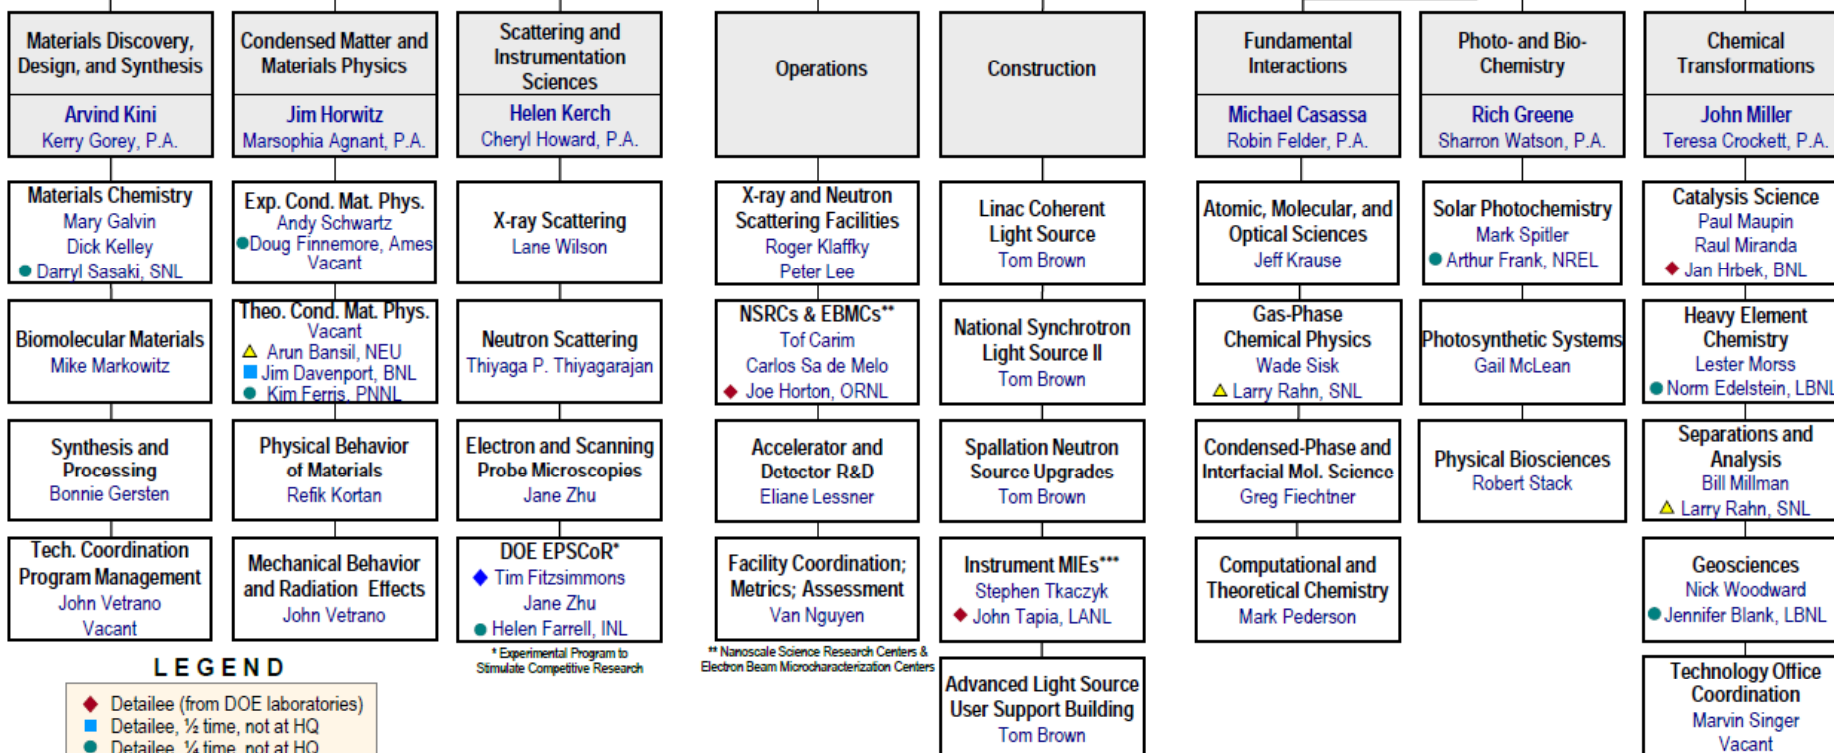 Materials Discovery,
Design, and Synthesis
Arvind Kini
Kerry Gorey, P.A.
Materials Chemistry
Mary Galvin
Dick Kelley
Darryl Sasaki, SNL
Biomolecular Materials
Mike Markowitz
Synthesis and
Processing
Bonnie Gersten
Tech. Coordination
Program Management
John Vetrano
Vacant
Condensed Matter and
Materials Physics
Jim Horwitz
Marsophia Agnant, P.A.
Exp. Cond. Mat. Phys.
Andy Schwartz
Doug Finnemore, Ames
Vacant
Theo. Cond. Mat. Phys.
Vacant
Arun Bansil, NEU
Jim Davenport, BNL
Kim Ferris, PNNL
Physical Behavior
of Materials
Refik Kortan
Mechanical Behavior
and Radiation Effects
John Vetrano
Scattering and
Instrumentation
Sciences
Helen Kerch
Cheryl Howard, P.A.
X-ray Scattering
Lane Wilson
Neutron Scattering
Thiyaga P. Thiyagarajan
Electron and Scanning
Probe Microscopies
Jane Zhu
DOE EPSCoR*
Tim Fitzsimmons
Jane Zhu
Helen Farrell, INL
* Experimental Program to
Stimulate Competitive Research
Operations
X-ray and Neutron
Scattering Facilities
Roger Klaffky
Peter Lee
NSRCs & EBMCs**
Tof Carim
Carlos Sa de Melo
Joe Horton, ORNL
Accelerator and
Detector R&D
Eliane Lessner
Facility Coordination;
Metrics; Assessment
Van Nguyen
** Nanoscale Science Research Centers &
Electron Beam Microcharacterization Centers
Construction
Linac Coherent
Light Source
Tom Brown
National Synchrotron
Light Source II
Tom Brown
Spallation Neutron
Source Upgrades
Tom Brown
Instrument MIEs***
Stephen Tkaczyk
John Tapia, LANL
Advanced Light Source
User Support Building
Tom Brown
Fundamental
Interactions
Michael Casassa
Robin Felder, P.A.
Atomic, Molecular, and
Optical Sciences
Jeff Krause
Gas-Phase
Chemical Physics
Wade Sisk
Larry Rahn, SNL
Condensed-Phase and
Interfacial Mol. Science
Greg Fiechtner
Computational and
Theoretical Chemistry
Mark Pederson
Photo- and Bio-
Chemistry
Rich Greene
Sharron Watson, P.A.
Solar Photochemistry
Mark Spitler
Arthur Frank, NREL
Photosynthetic Systems
Gail McLean
Physical Biosciences
Robert Stack
Chemical
Transformations
John Miller
Teresa Crockett, P.A.
Catalysis Science
Paul Maupin
Raul Miranda
Jan Hrbek, BNL
Heavy Element
Chemistry
Lester Morss
Norm Edelstein, LBNL
Separations and
Analysis
Bill Millman
Larry Rahn, SNL
Geosciences
Nick Woodward
Jennifer Blank, LBNL
Technology Office
Coordination
Marvin Singer
Vacant
LEGEND
Detailee (from DOE laboratories)
Detailee, ½ time, not at HQ
Detailee, ¼ time, not at HQ